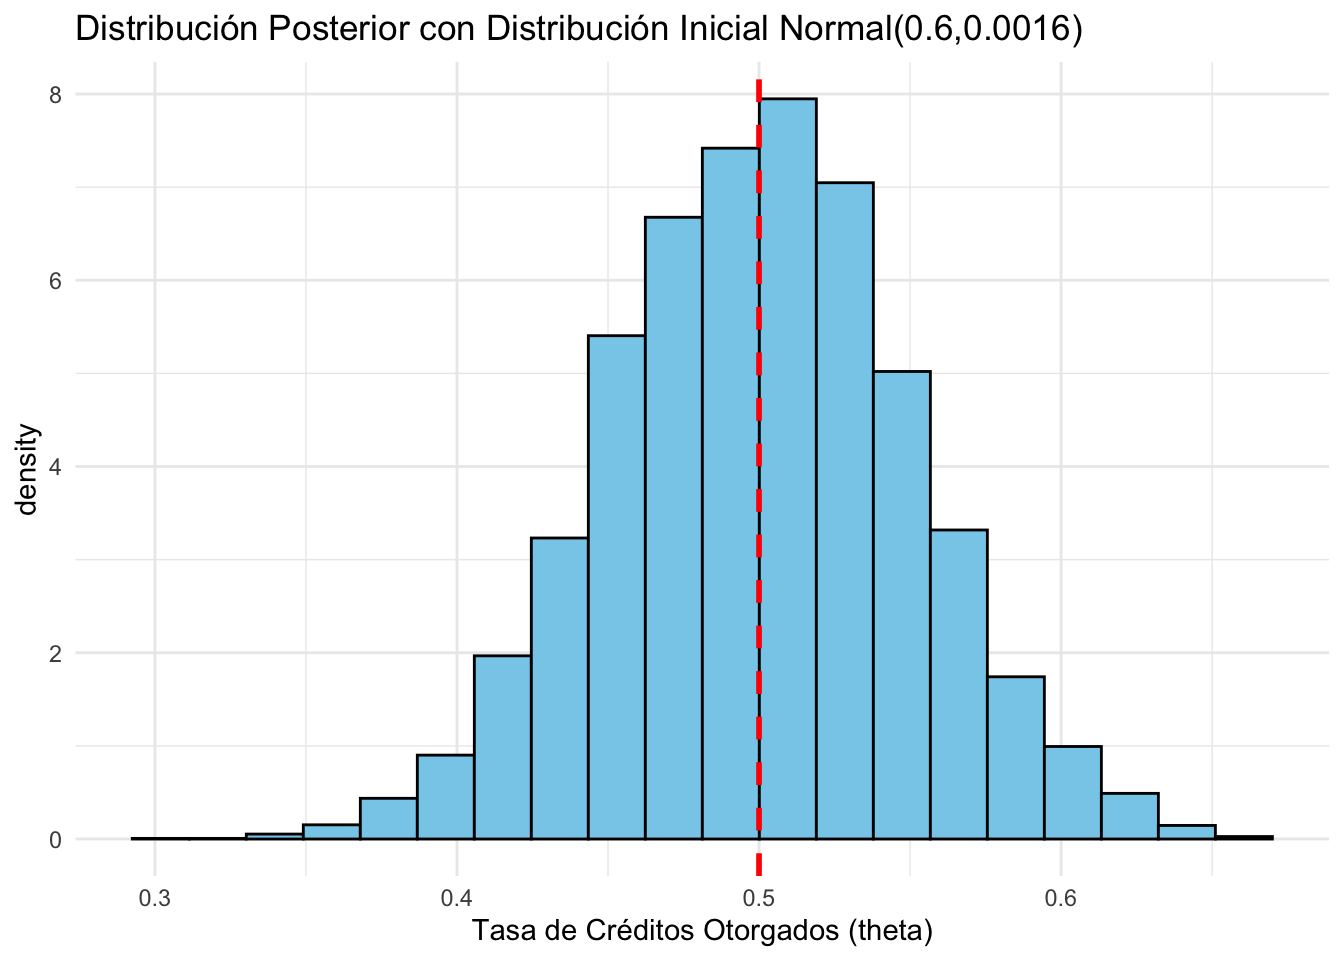 Distribución Posterior con Distribución Inicial Normal(0.6,0.0016)
8
6
4
2
0
density
0.3 0.4 0.5 0.6
Tasa de Créditos Otorgados (theta)